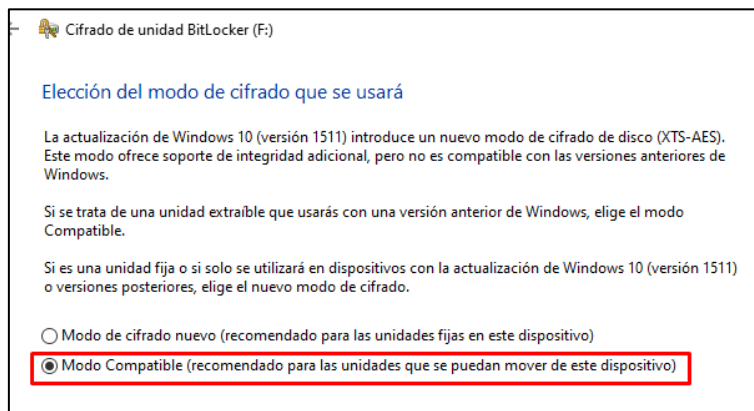 Cifrado de unidad BitLocker (F:)
Elección del modo de cifrado que se usará
La actualización de Windows 10 (versión 1511) introduce un nuevo modo de cifrado de disco (XTS-AES).
Este modo ofrece soporte de integridad adicional, pero no es compatible con las versiones anteriores de
Windows.
Si se trata de una unidad extraíble que usarás con una versión anterior de Windows, elige el modo
Compatible.
Si es una unidad fija o si solo se utilizará en dispositivos con la actualización de Windows 10 (versión 1511)
o versiones posteriores, elige el nuevo modo de cifrado.
Modo de cifrado nuevo (recomendado para las unidades fijas en este dispositivo)
Modo Compatible (recomendado para las unidades que se puedan mover de este dispositivo)